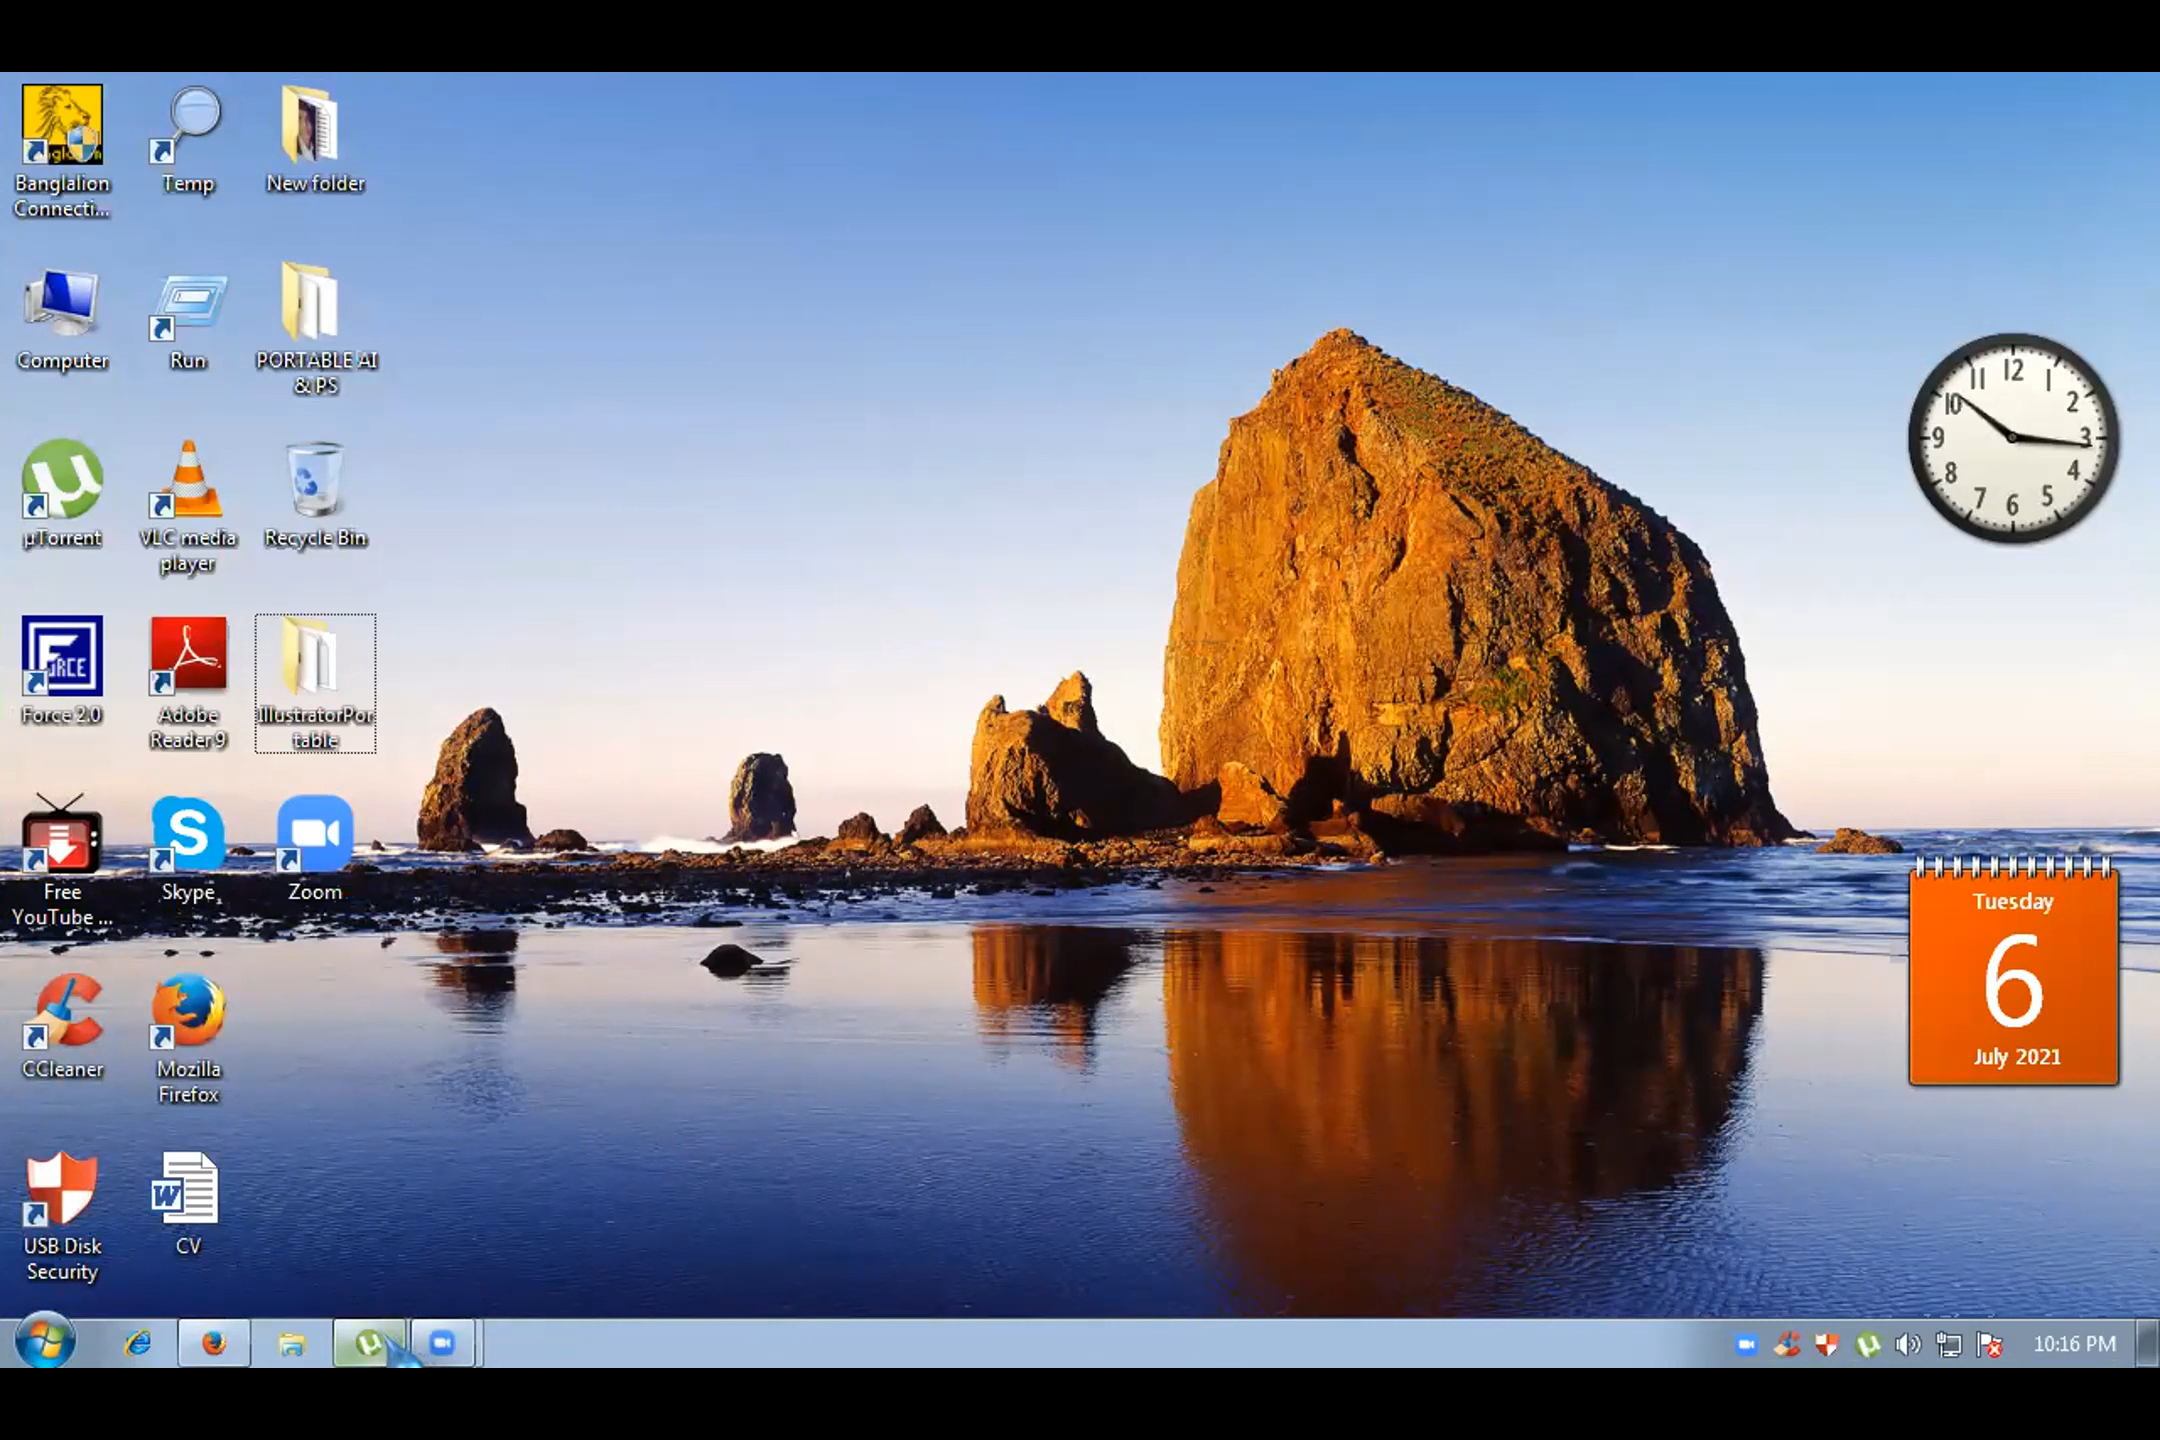 Banglalion
Connecti...
Temp
New folder
Computer
Run
PORTABLE AI
& PS
µTorrent
VLC media
player
Recycle Bin
FORCE
Force 2.0
Adobe
Reader 9
IllustratorPor
table
Free
YouTube ...
Skype
Zoom
CCleaner
Mozilla
Firefox
USB Disk
Security
CV
12
1
2
3
4
5
6
7
8
9
10
11
Tuesday
6
July 2021
10:16 PM